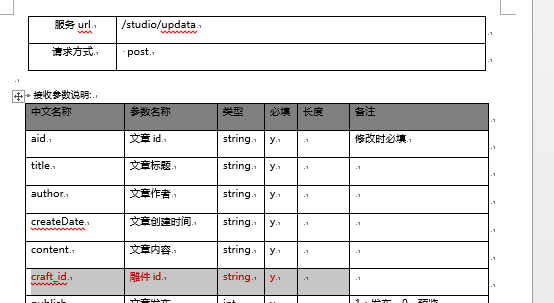 服务 url /studio/updata
请求方式 post
接收参数说明:
中文名称 参数名称 类型 必填 长度 备注
aid 文章 id string y 修改时必填
title 文章标题 string y
author 文章作者 string y
createDate 文章创建时间 string y
content 文章内容 string y
craft_id 雕件 id string y
publish 文章发布 int y 1：发布 0 预览